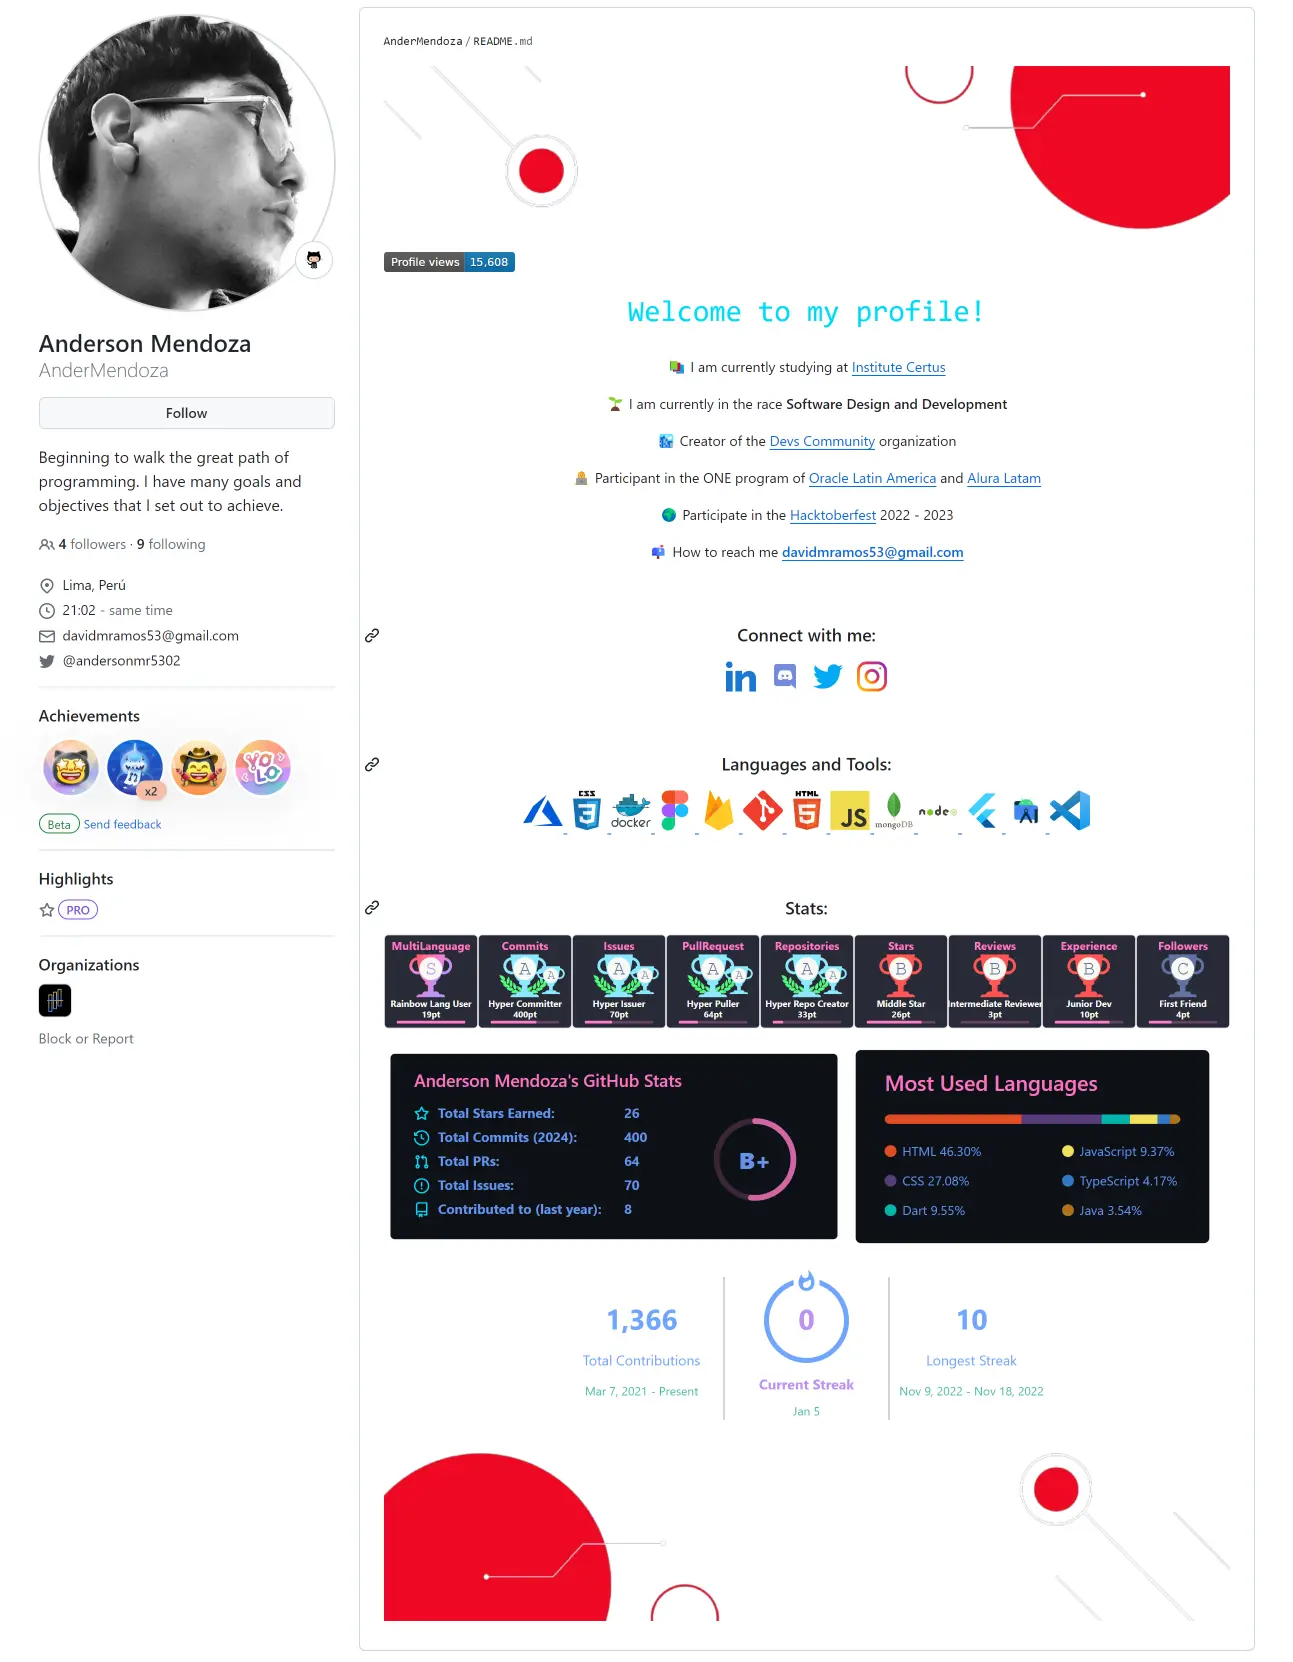 Anderson Mendoza
AnderMendoza
Follow
Beginning to walk the great path of
programming. I have many goals and
objectives that I set out to achieve.
4 followers · 9 following
Lima, Perú
21:02 - same time
davidmramos53@gmail.com
@andersonmr5302
Achievements
x2
YOLO
Beta Send feedback
Highlights
PRO
Organizations
Block or Report
AnderMendoza / README.md
Profile views 15,608
Welcome to my profile!
I am currently studying at Institute Certus
I am currently in the race Software Design and Development
Creator of the Devs Community organization
Participant in the ONE program of Oracle Latin America and Alura Latam
Participate in the Hacktoberfest 2022 - 2023
How to reach me davidmramos53@gmail.com
Connect with me:
in
Languages and Tools:
CSS 3
docker
HTML 5
JS
mongoDB
node
Stats:
MultiLanguage Commits Issues PullRequest Repositories Stars Reviews Experience Followers
S A A A A B B B C
Rainbow Lang User Hyper Committer Hyper Issuer Hyper Puller Hyper Repo Creator Middle Star Intermediate Reviewer Junior Dev First Friend
19pt 400pt 70pt 64pt 33pt 26pt 3pt 10pt 4pt
Anderson Mendoza's GitHub Stats
Total Stars Earned: 26
Total Commits (2024): 400
Total PRs: 64
Total Issues: 70
Contributed to (last year): 8
B+
Most Used Languages
HTML 46.30%
CSS 27.08%
Dart 9.55%
JavaScript 9.37%
TypeScript 4.17%
Java 3.54%
1,366
Total Contributions
Mar 7, 2021 - Present
0
Current Streak
Jan 5
10
Longest Streak
Nov 9, 2022 - Nov 18, 2022